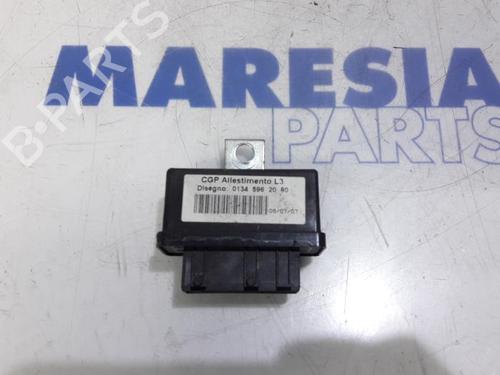 MARESIA
PARTS
B-PARTS
CGP Allestimento L3
Disegno: 0134 596 20 80
06/07/07